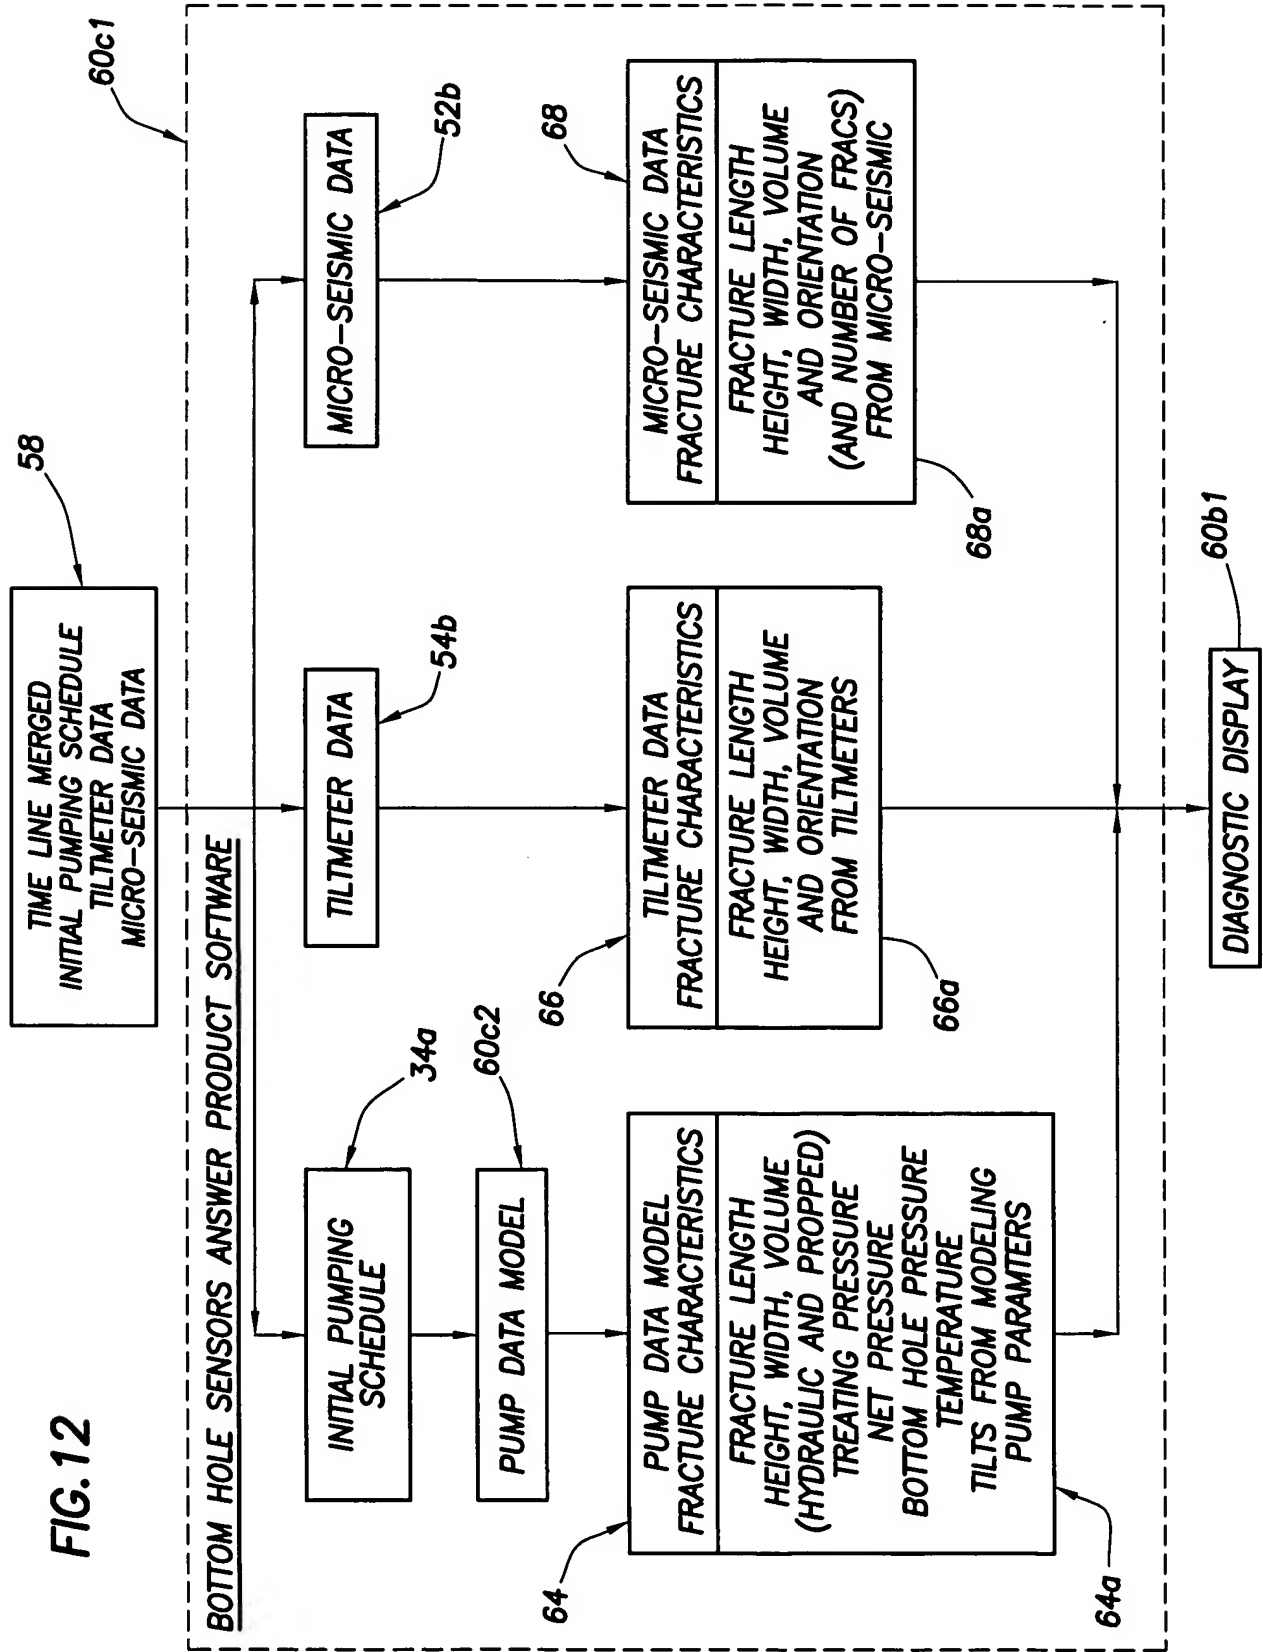 FIG.12
TIME LINE MERGED
INITIAL PUMPING SCHEDULE
TILTMETER DATA
MICRO-SEISMIC DATA
58
60c1
BOTTOM HOLE SENSORS ANSWER PRODUCT SOFTWARE
INITIAL PUMPING
SCHEDULE
34a
PUMP DATA MODEL
60c2
TILTMETER DATA
54b
MICRO-SEISMIC DATA
52b
64
PUMP DATA MODEL
FRACTURE CHARACTERISTICS
FRACTURE LENGTH
HEIGHT, WIDTH, VOLUME
(HYDRAULIC AND PROPPED)
TREATING PRESSURE
NET PRESSURE
BOTTOM HOLE PRESSURE
TEMPERATURE
TILTS FROM MODELING
PUMP PARAMTERS
64a
66
TILTMETER DATA
FRACTURE CHARACTERISTICS
FRACTURE LENGTH
HEIGHT, WIDTH, VOLUME
AND ORIENTATION
FROM TILTMETERS
66a
68
MICRO-SEISMIC DATA
FRACTURE CHARACTERISTICS
FRACTURE LENGTH
HEIGHT, WIDTH, VOLUME
AND ORIENTATION
(AND NUMBER OF FRACS)
FROM MICRO-SEISMIC
68a
DIAGNOSTIC DISPLAY
60b1